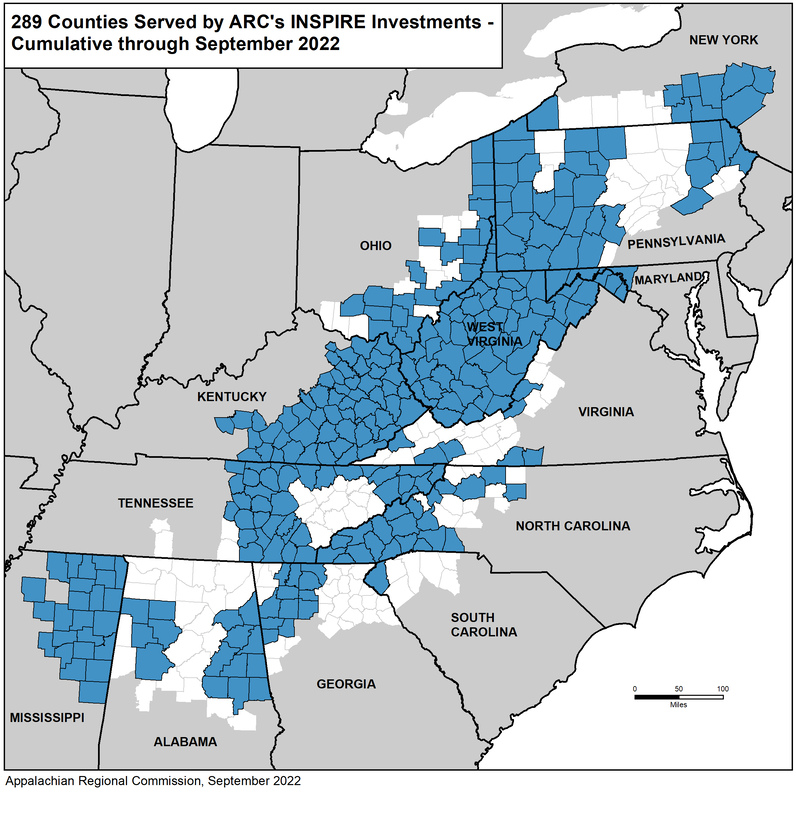 289 Counties Served by ARC's INSPIRE Investments -
Cumulative through September 2022
NEW YORK
OHIO
PENNSYLVANIA
MARYLAND
WEST
VIRGINIA
KENTUCKY
VIRGINIA
TENNESSEE
NORTH CAROLINA
SOUTH
CAROLINA
GEORGIA
MISSISSIPPI
ALABAMA
0 50 100
Miles
Appalachian Regional Commission, September 2022